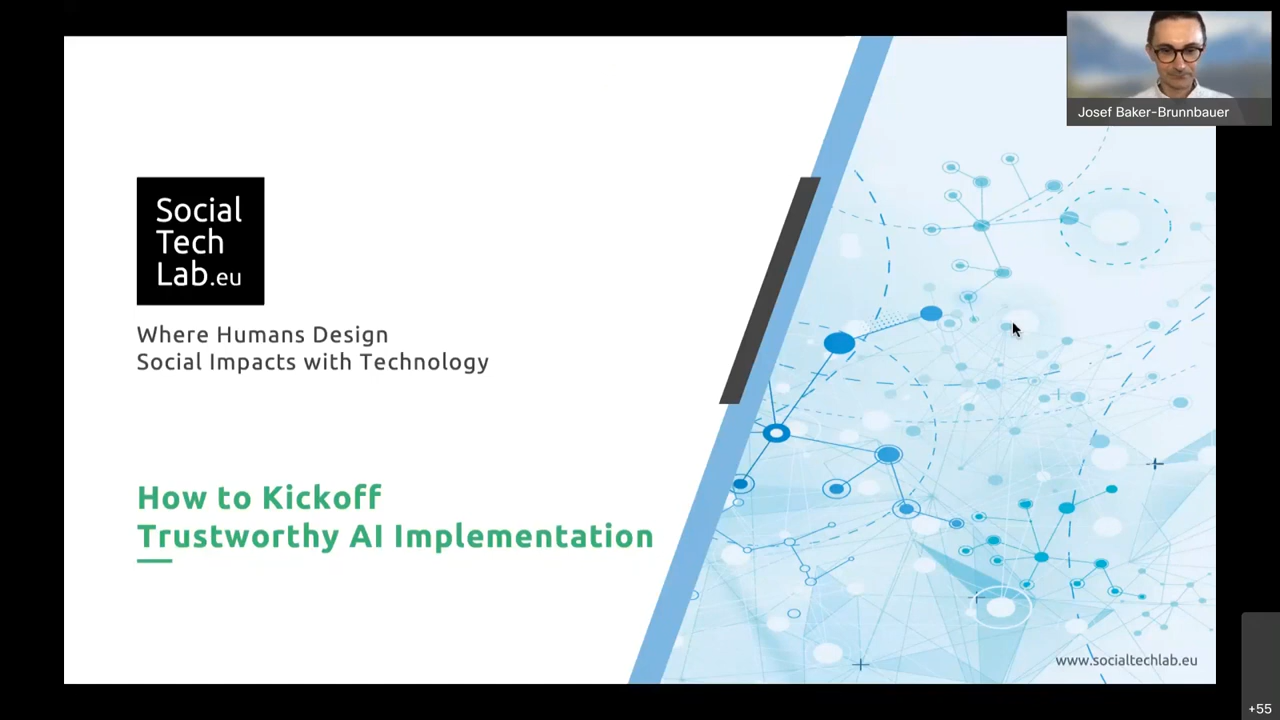 Josef Baker-Brunnbauer
Social
Tech
Lab.eu
Where Humans Design
Social Impacts with Technology
How to Kickoff
Trustworthy AI Implementation
www.socialtechlab.eu
+55